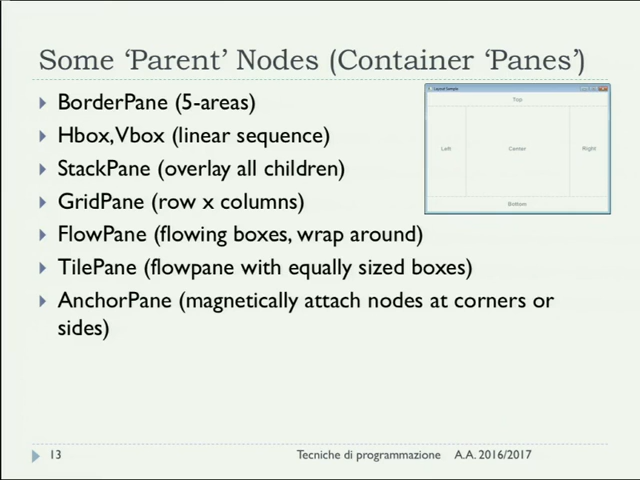 Some ‘Parent’ Nodes (Container ‘Panes’)
BorderPane (5-areas)
Hbox, Vbox (linear sequence)
StackPane (overlay all children)
GridPane (row x columns)
FlowPane (flowing boxes, wrap around)
TilePane (flowpane with equally sized boxes)
AnchorPane (magnetically attach nodes at corners or
sides)
Layout Sample
Top
Left Center Right
Bottom
13 Tecniche di programmazione A.A. 2016/2017